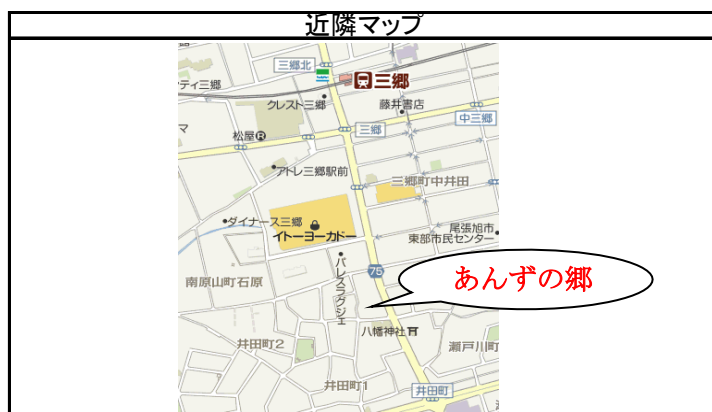 近隣マップ
三郷北
ティ三郷
三郷
クレスト三郷
藤井書店
中三郷
マ
松屋R
三郷
アトレ三郷駅前
三郷町中井田
ダイナース三郷
イトーヨーカドー
尾張旭市
東部市民センター
パレスラグジェ
75
あんずの郷
南原山町石原
八幡神社
井田町2
瀬戸川町
井田町1
井田町